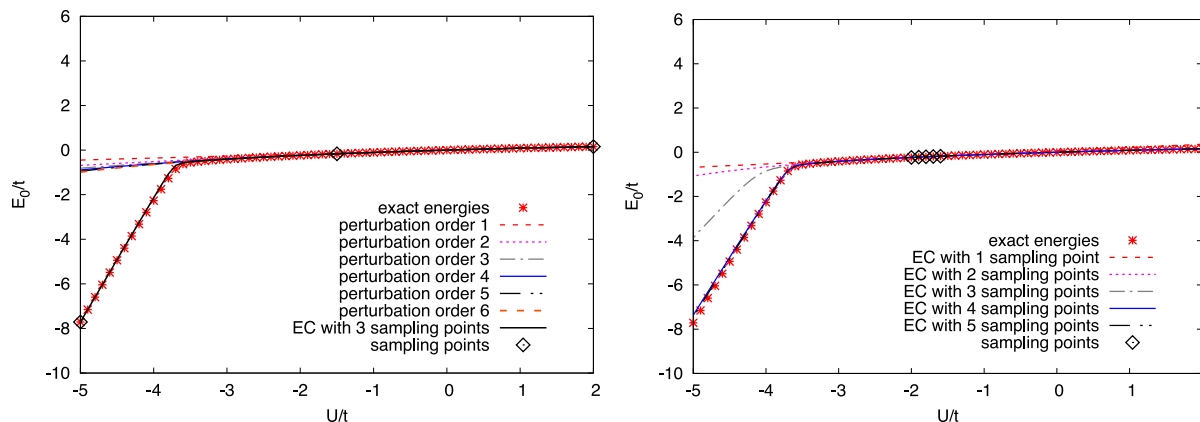 6
4
2
0
-2
-4
-6
-8
-10
E0/t
exact energies
perturbation order 1
perturbation order 2
perturbation order 3
perturbation order 4
perturbation order 5
perturbation order 6
EC with 3 sampling points
sampling points
-5 -4 -3 -2 -1 0 1 2
U/t
6
4
2
0
-2
-4
-6
-8
-10
E0/t
exact energies
EC with 1 sampling point
EC with 2 sampling points
EC with 3 sampling points
EC with 4 sampling points
EC with 5 sampling points
sampling points
-5 -4 -3 -2 -1 0 1
U/t